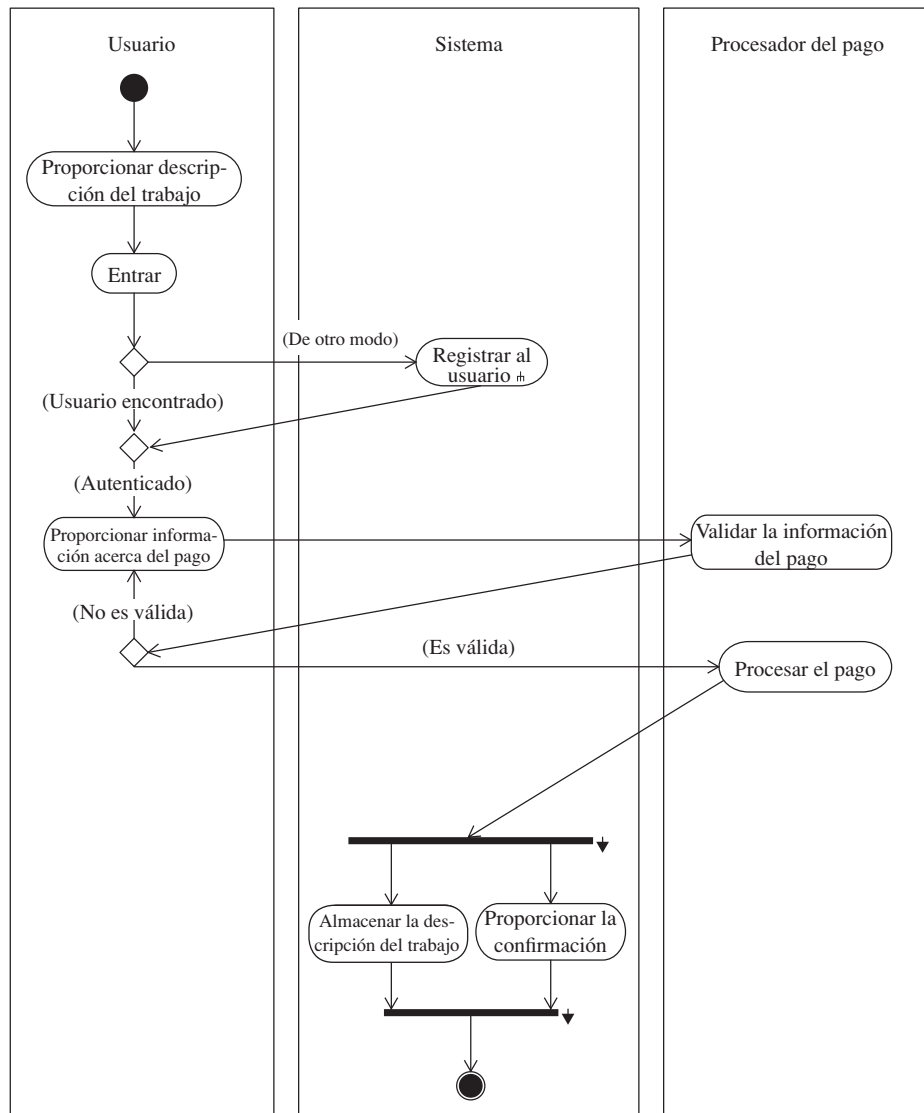 Usuario
Sistema
Procesador del pago
Proporcionar descrip-
ción del trabajo
Entrar
(De otro modo)
Registrar al
usuario
(Usuario encontrado)
(Autenticado)
Proporcionar informa-
ción acerca del pago
Validar la información
del pago
(No es válida)
(Es válida)
Procesar el pago
Almacenar la des-
cripción del trabajo
Proporcionar la
confirmación